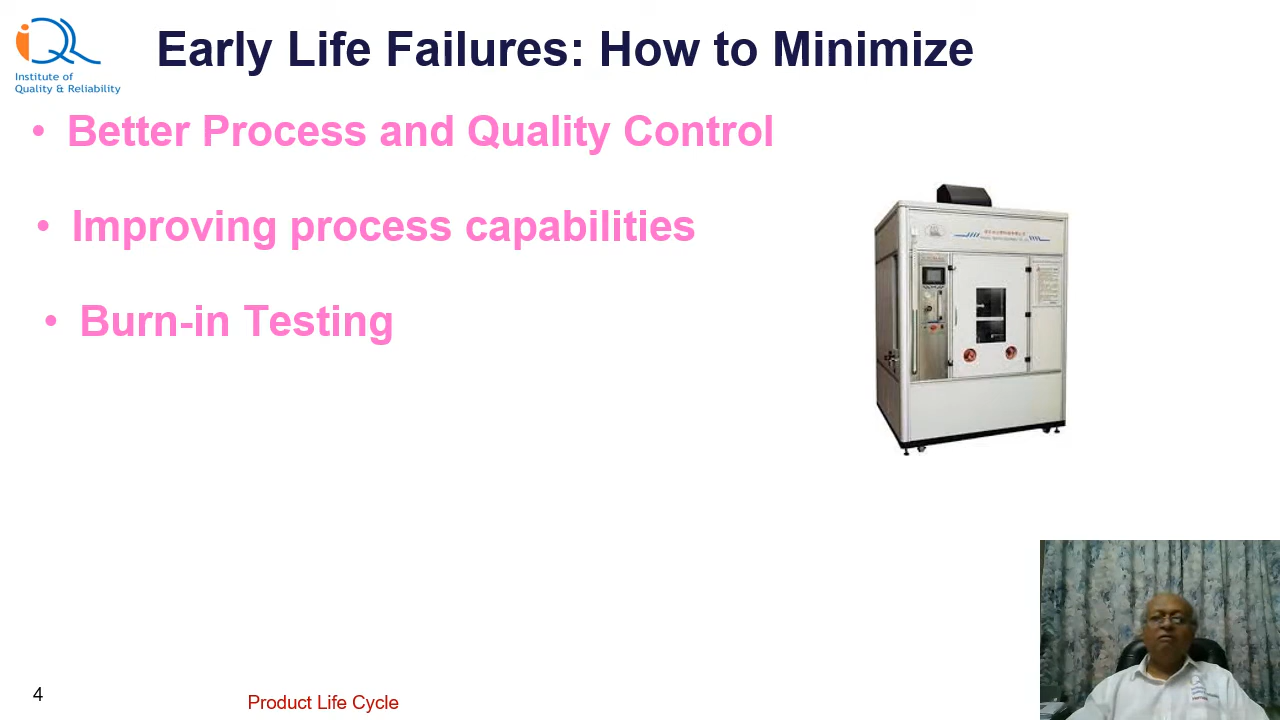 Institute of
Quality & Reliability
Early Life Failures: How to Minimize
• Better Process and Quality Control
• Improving process capabilities
• Burn-in Testing
4
Product Life Cycle